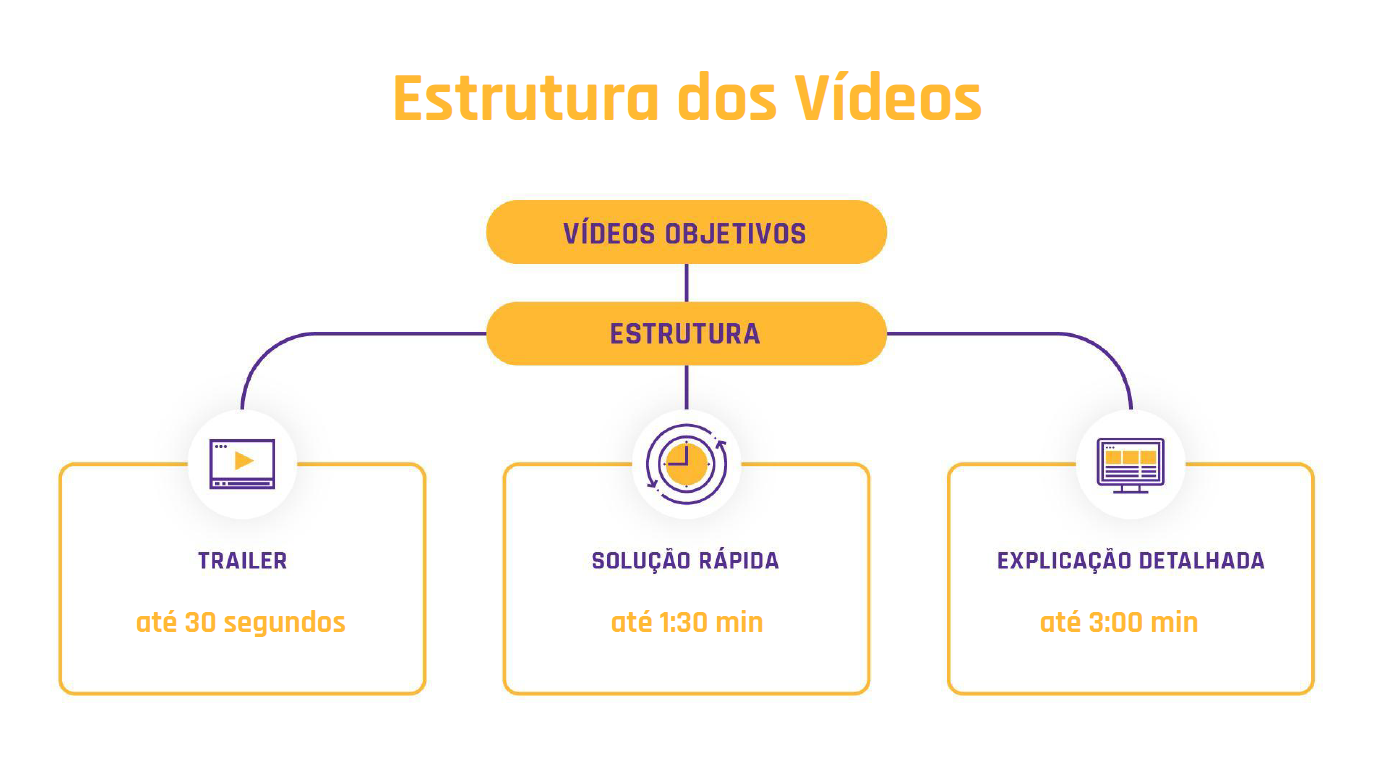 Estrutura dos Vídeos
VÍDEOS OBJETIVOS
ESTRUTURA
TRAILER
até 30 segundos
SOLUÇÃO RÁPIDA
até 1:30 min
EXPLICAÇÃO DETALHADA
até 3:00 min